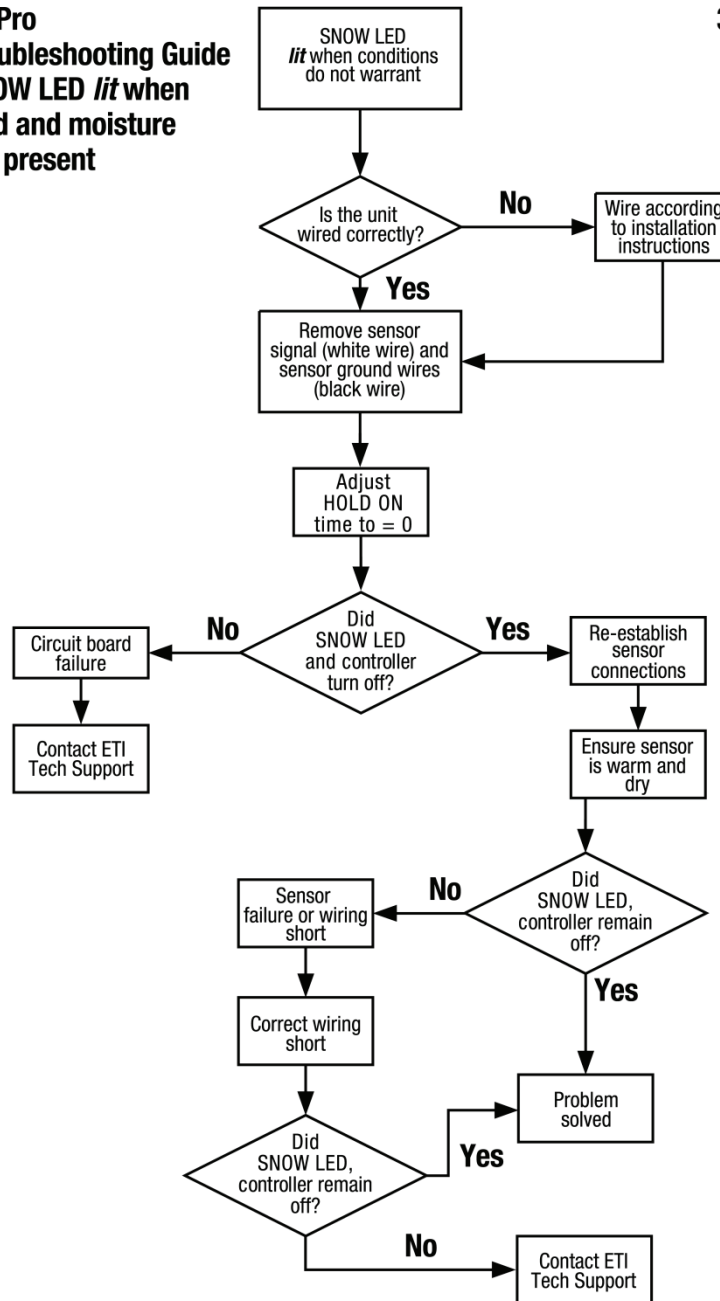 Pro
Troubleshooting Guide
SNOW LED lit when
and moisture
present
SNOW LED
lit when conditions
do not warrant
Is the unit
wired correctly?
No
Wire according
to installation
instructions
Yes
Remove sensor
signal (white wire) and
sensor ground wires
(black wire)
Adjust
HOLD ON
time to = 0
Did
SNOW LED
and controller
turn off?
No
Circuit board
failure
Contact ETI
Tech Support
Yes
Re-establish
sensor
connections
Ensure sensor
is warm and
dry
Did
SNOW LED,
controller remain
off?
No
Sensor
failure or wiring
short
Correct wiring
short
Yes
Problem
solved
Did
SNOW LED,
controller remain
off?
Yes
No
Contact ETI
Tech Support